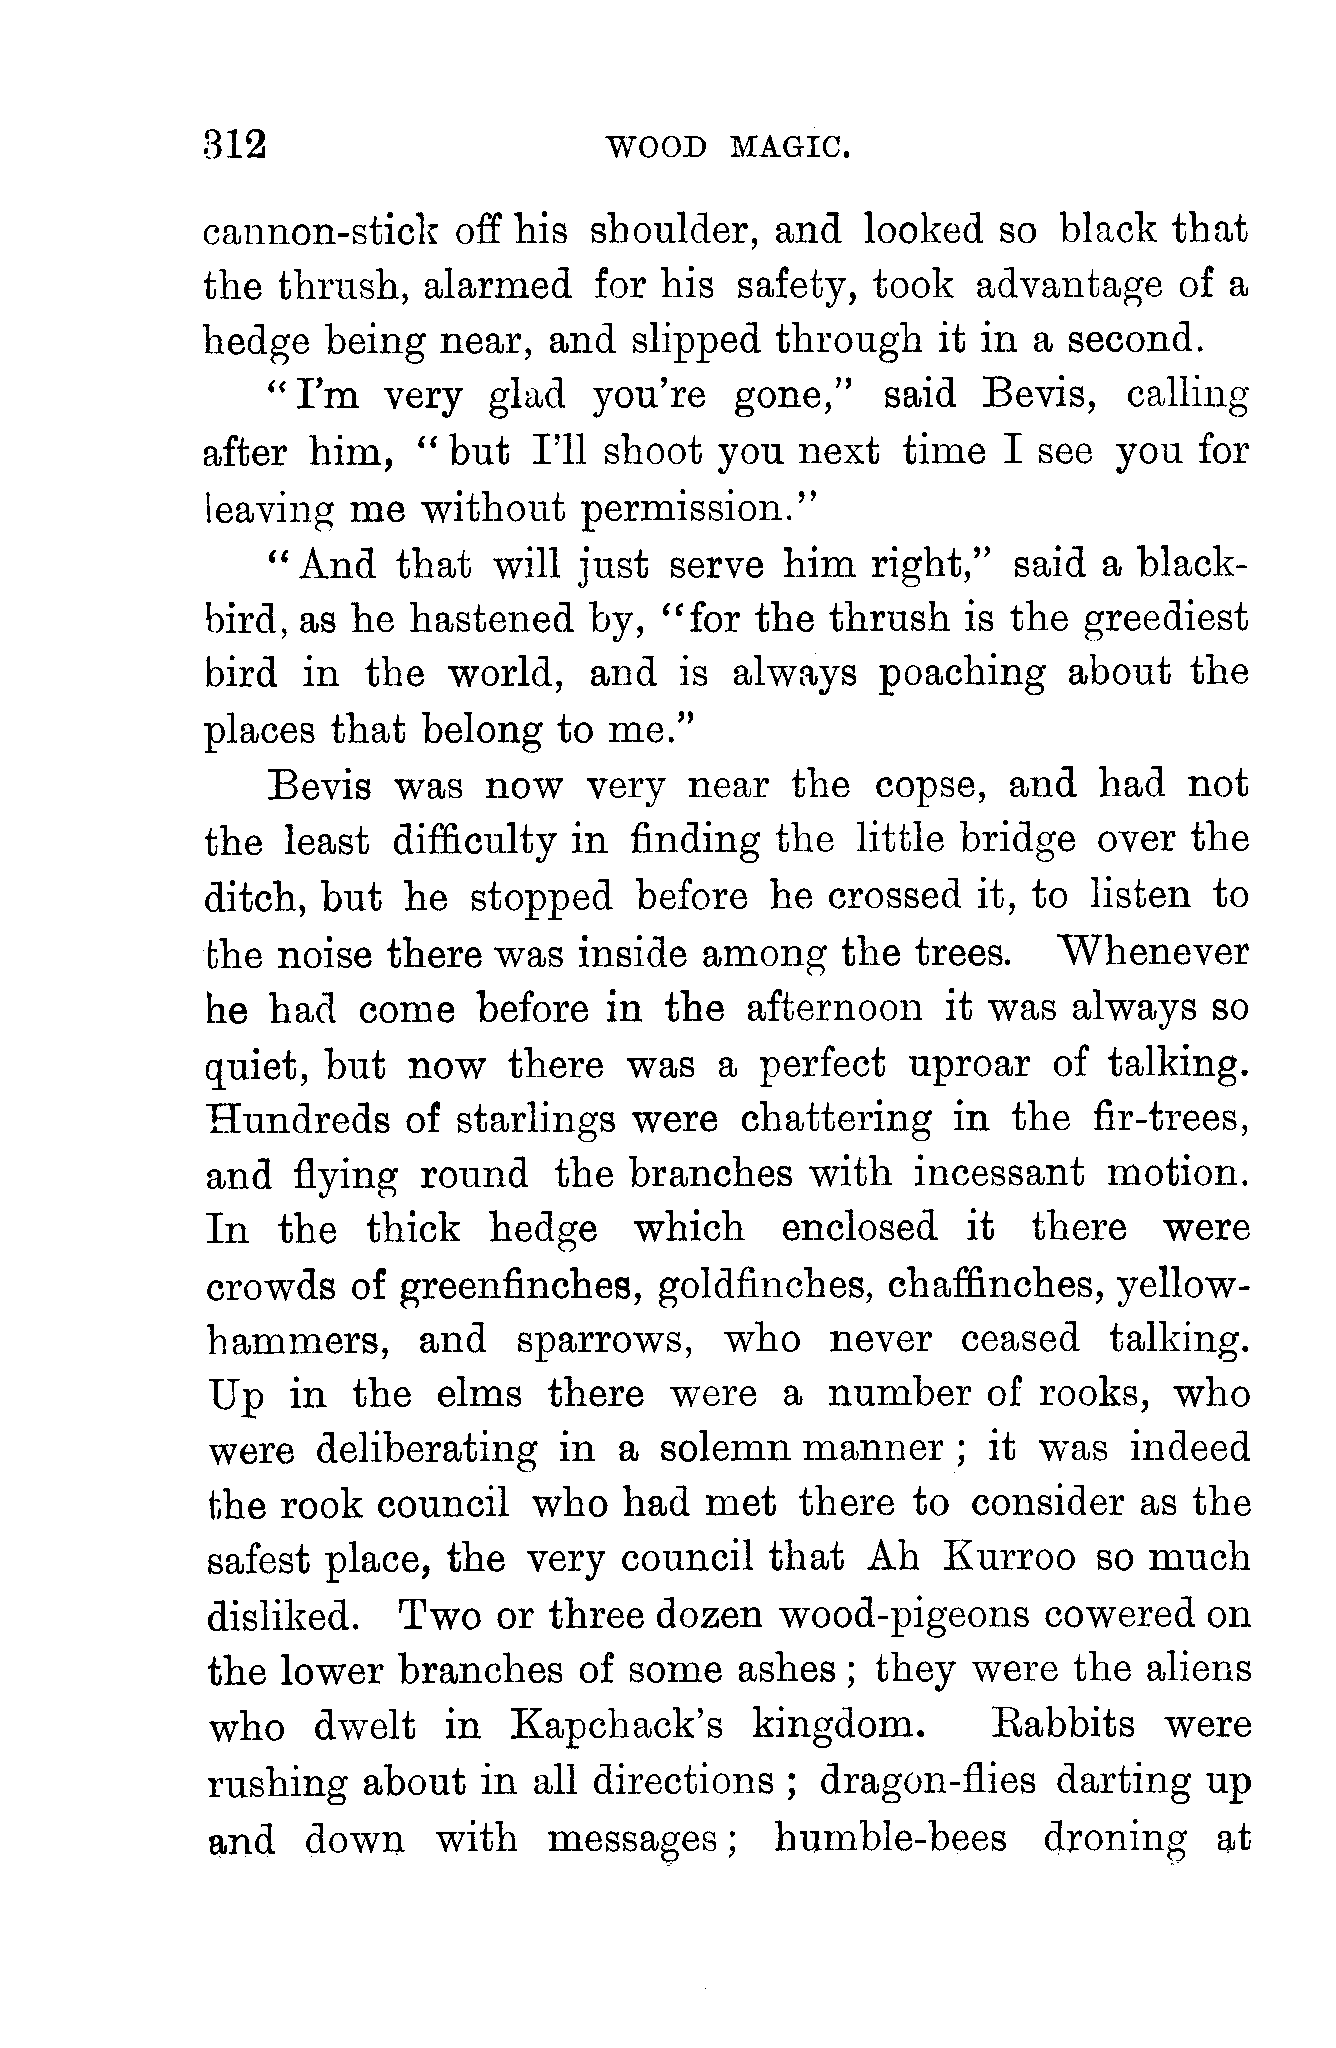 312 WOOD MAGIC.
cannon-stick off his shoulder, and looked so black that
the thrush, alarmed for his safety, took advantage of a
hedge being near, and slipped through it in a second.
"I'm very glad you're gone," said Bevis, calling
after him, "but I'll shoot you next time I see you for
leaving me without permission."
"And that will just serve him right," said a black-
bird, as he hastened by, "for the thrush is the greediest
bird in the world, and is always poaching about the
places that belong to me."
Bevis was now very near the copse, and had not
the least difficulty in finding the little bridge over the
ditch, but he stopped before he crossed it, to listen to
the noise there was inside among the trees. Whenever
he had come before in the afternoon it was always so
quiet, but now there was a perfect uproar of talking.
Hundreds of starlings were chattering in the fir-trees,
and flying round the branches with incessant motion.
In the thick hedge which enclosed it there were
crowds of greenfinches, goldfinches, chaffinches, yellow-
hammers, and sparrows, who never ceased talking.
Up in the elms there were a number of rooks, who
were deliberating in a solemn manner ; it was indeed
the rook council who had met there to consider as the
safest place, the very council that Ah Kurroo so much
disliked. Two or three dozen wood-pigeons cowered on
the lower branches of some ashes ; they were the aliens
who dwelt in Kapchack's kingdom. Rabbits were
rushing about in all directions ; dragon-flies darting up
and down with messages ; humble-bees droning at